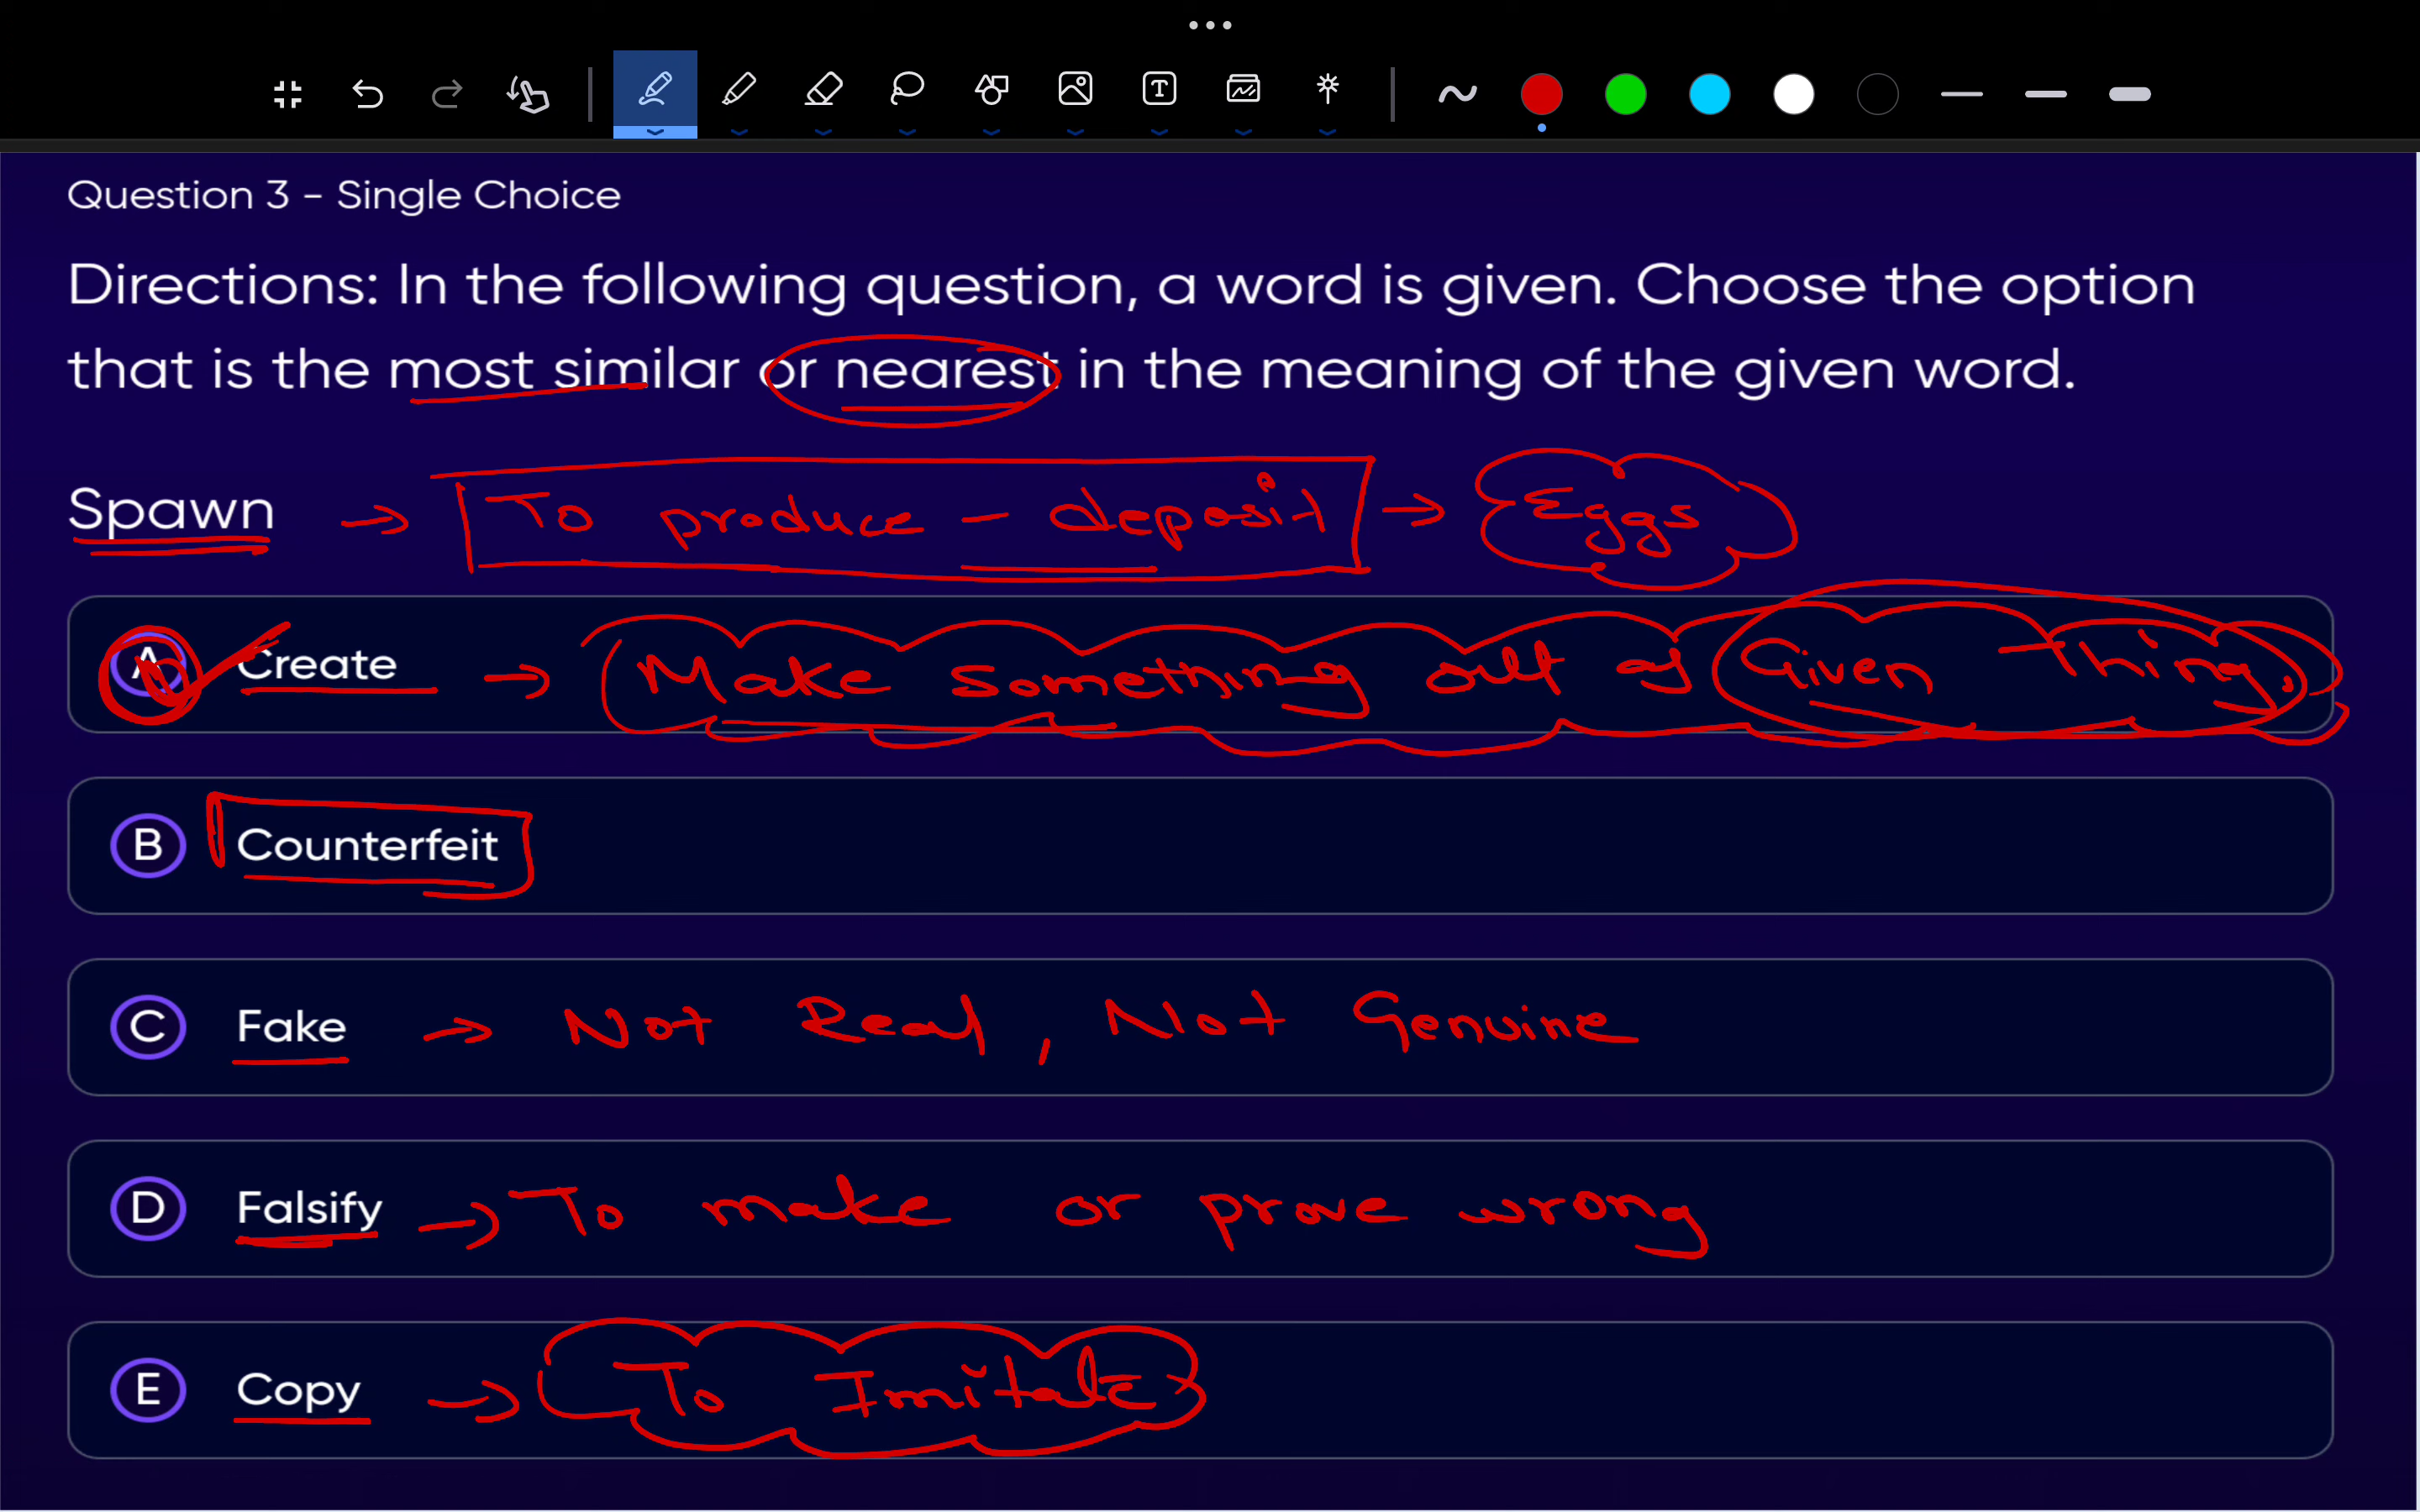 Question 3 - Single Choice
Directions: In the following question, a word is given. Choose the option
that is the most similar or nearest in the meaning of the given word.
Spawn → To produce - deposit → Eggs
A Create → Make something out of Given Thing.
B Counterfeit
C Fake → Not Real, Not Genuine
D Falsify → To make or prove wrong
E Copy → To Imitate